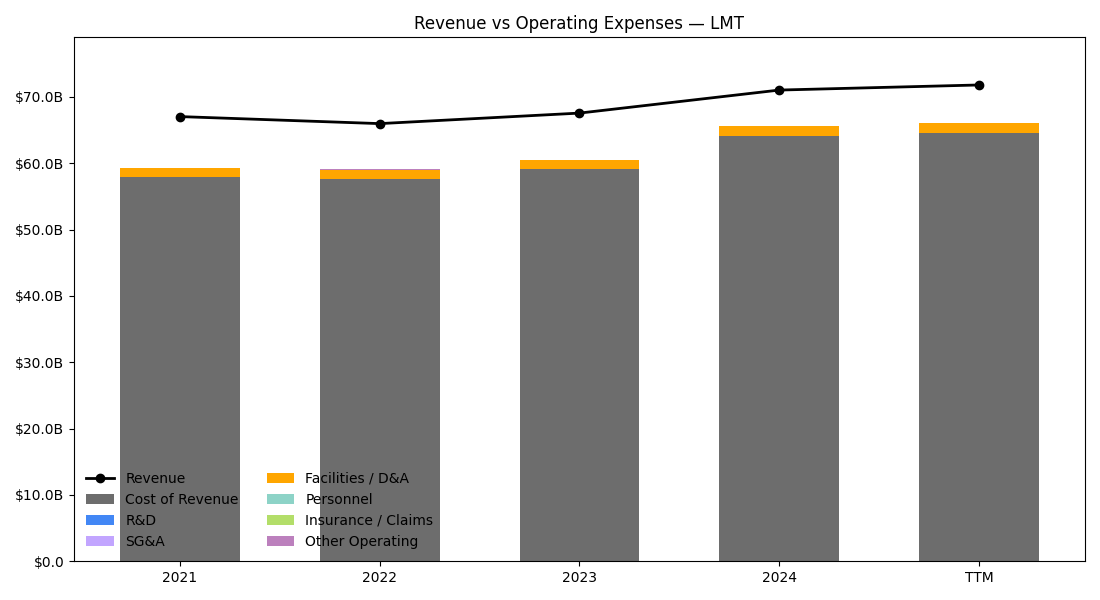 Revenue vs Operating Expenses — LMT
$70.0B
$60.0B
$50.0B
$40.0B
$30.0B
$20.0B
$10.0B
$0.0
Revenue
Cost of Revenue
R&D
SG&A
Facilities / D&A
Personnel
Insurance / Claims
Other Operating
2021
2022
2023
2024
TTM